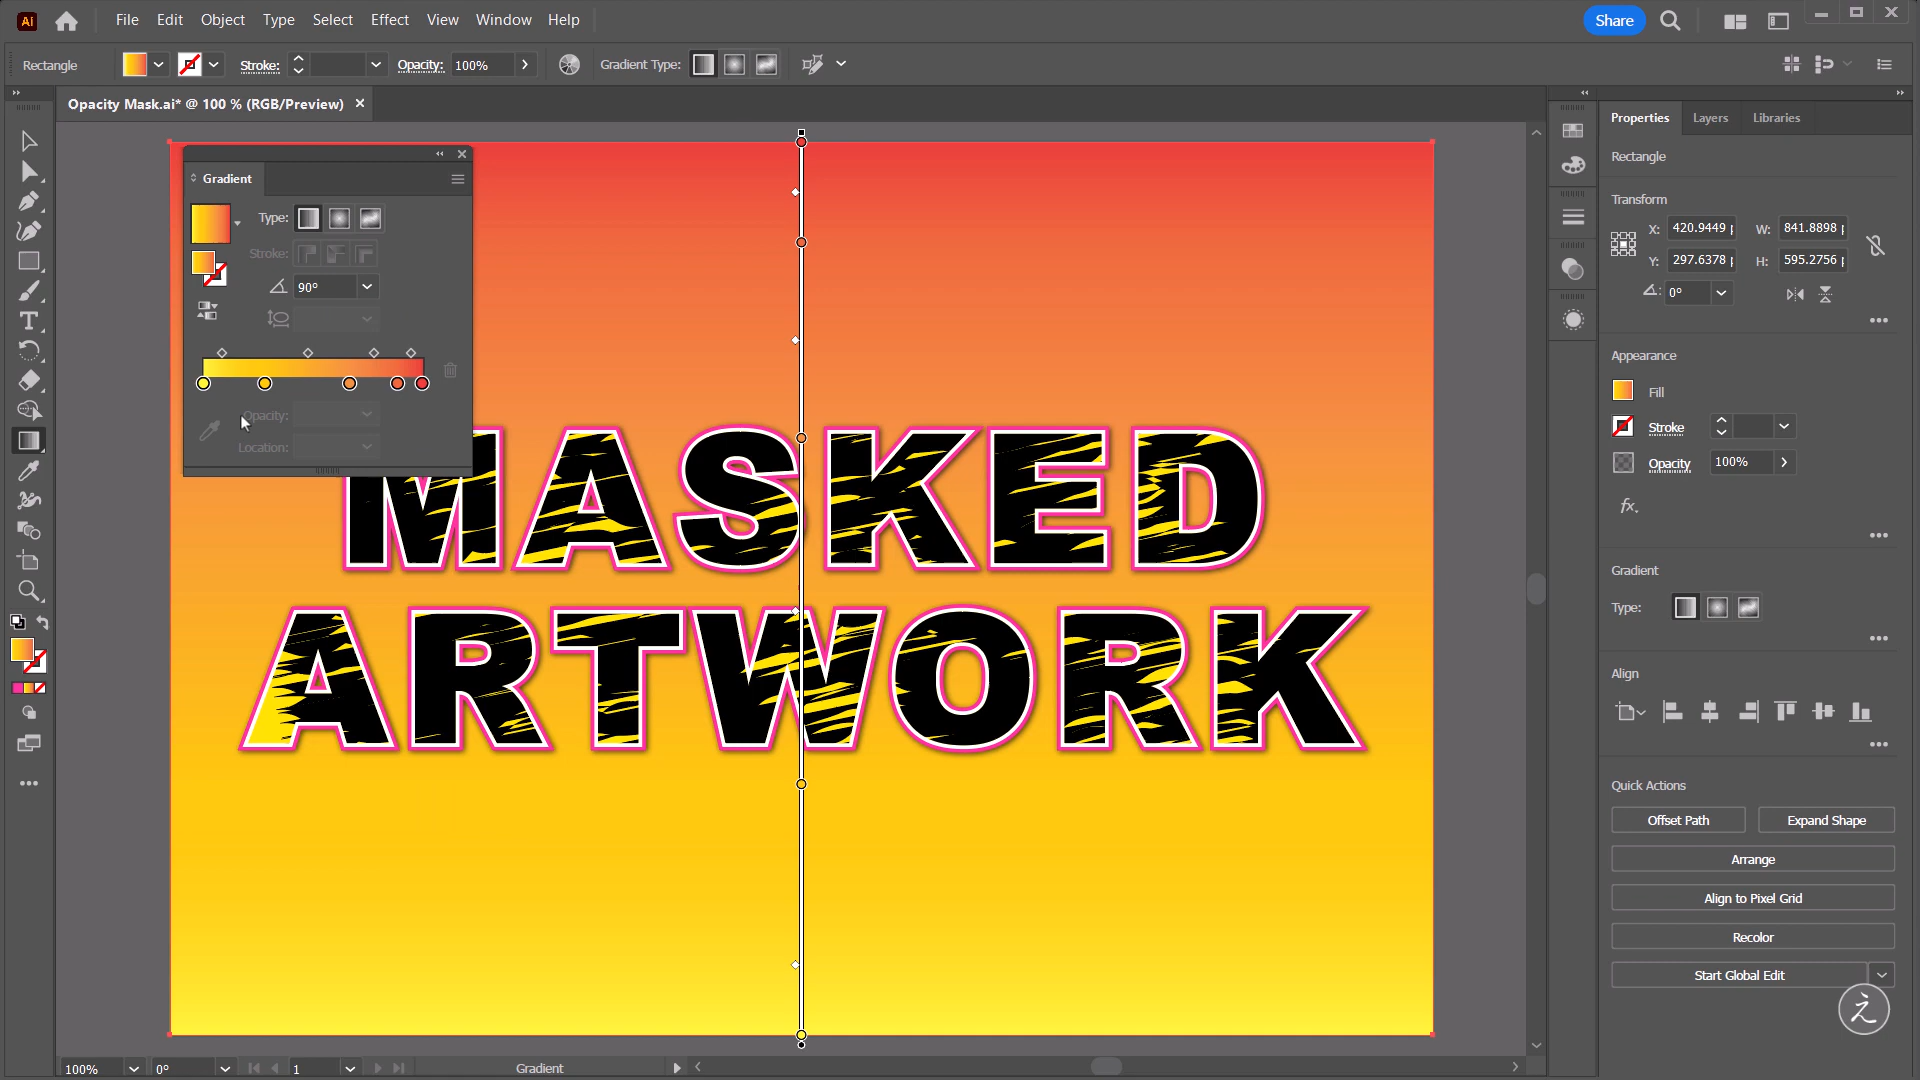 Ai File Edit Object Type Select Effect View Window Help Share
Rectangle Stroke: Opacity: 100% Gradient Type:
Opacity Mask.ai* @ 100 % (RGB/Preview)
Gradient
Type:
Stroke:
90°
Opacity:
Location:
MASKED
ARTWORK
Properties Layers Libraries
Rectangle
Transform
X: 420.9449 W: 841.8898
Y: 297.6378 H: 595.2756
0°
Appearance
Fill
Stroke
Opacity 100%
fx.
Gradient
Type:
Align
Quick Actions
Offset Path Expand Shape
Arrange
Align to Pixel Grid
Recolor
Start Global Edit
100% 0° 1 Gradient